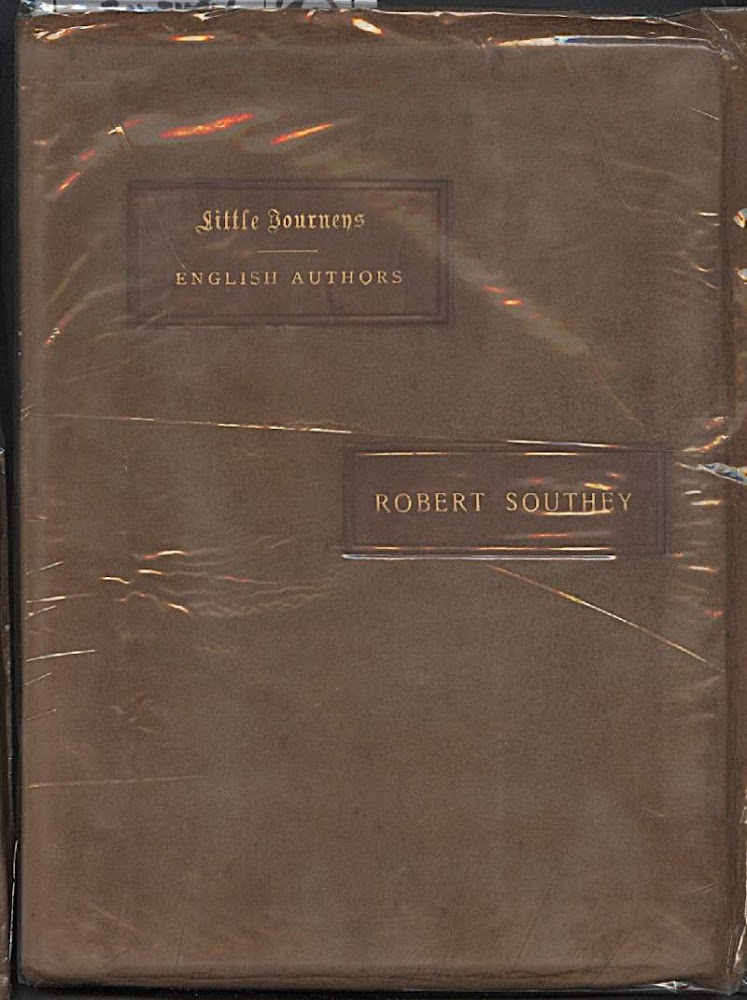 Little Journeys
ENGLISH AUTHORS
ROBERT SOUTHEY